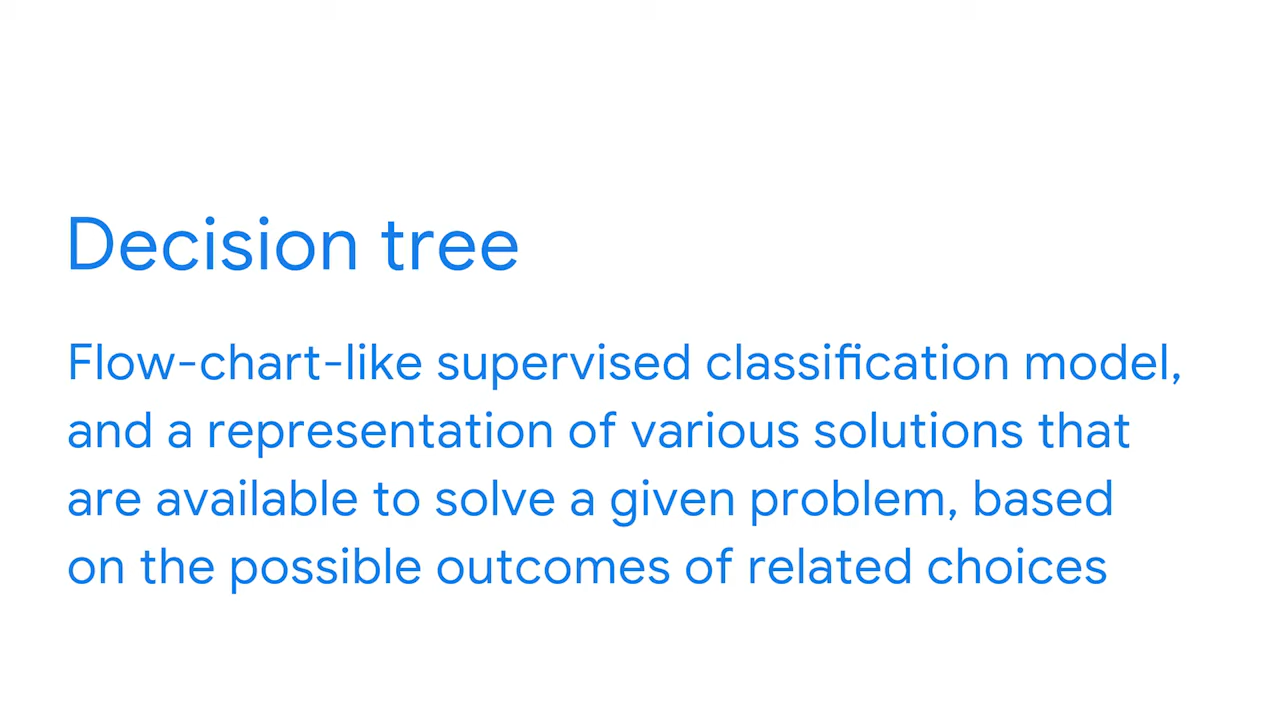 Decision tree
Flow-chart-like supervised classification model,
and a representation of various solutions that
are available to solve a given problem, based
on the possible outcomes of related choices